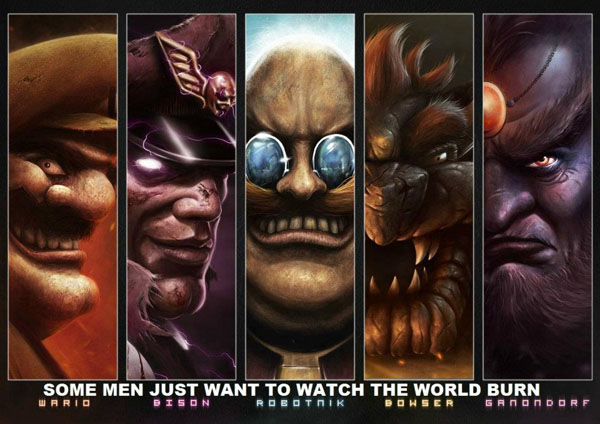 SOME MEN JUST WANT TO WATCH THE WORLD BURN
WARIO BISON ROBOTNIK BOWSER GANONDORF